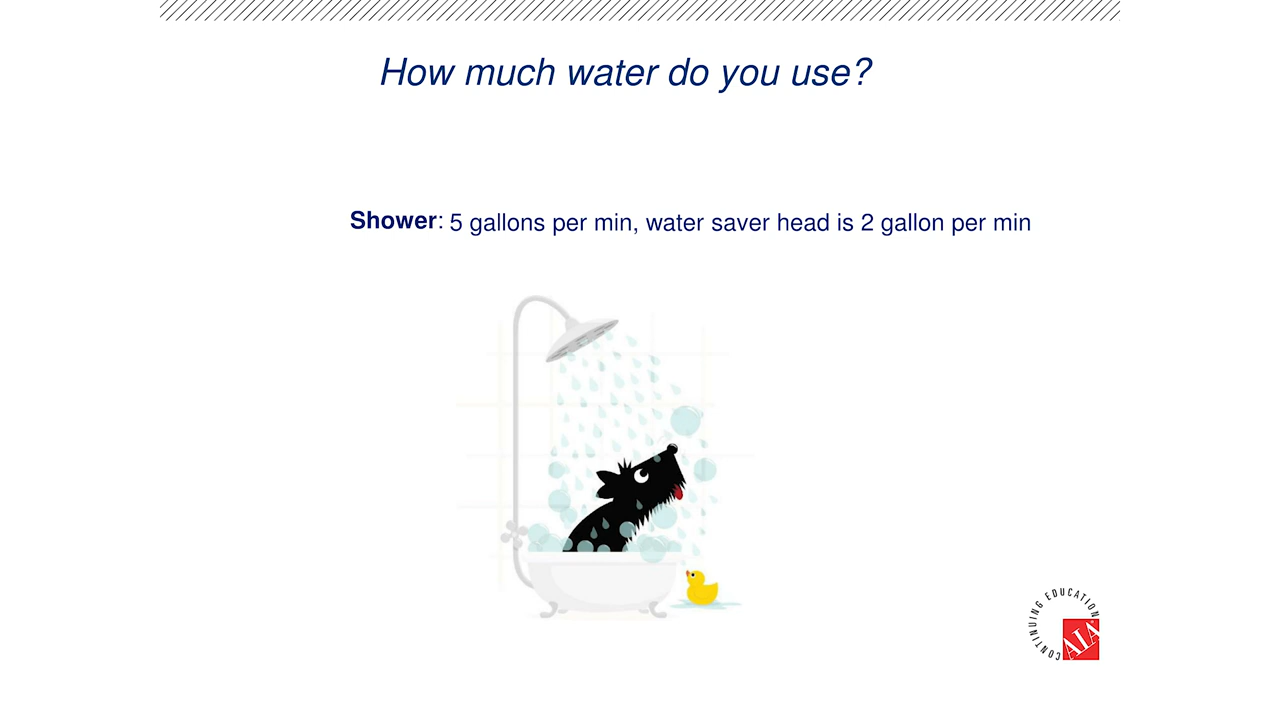 How much water do you use?
Shower: 5 gallons per min, water saver head is 2 gallon per min
CONTINUING EDUCATION
AIA